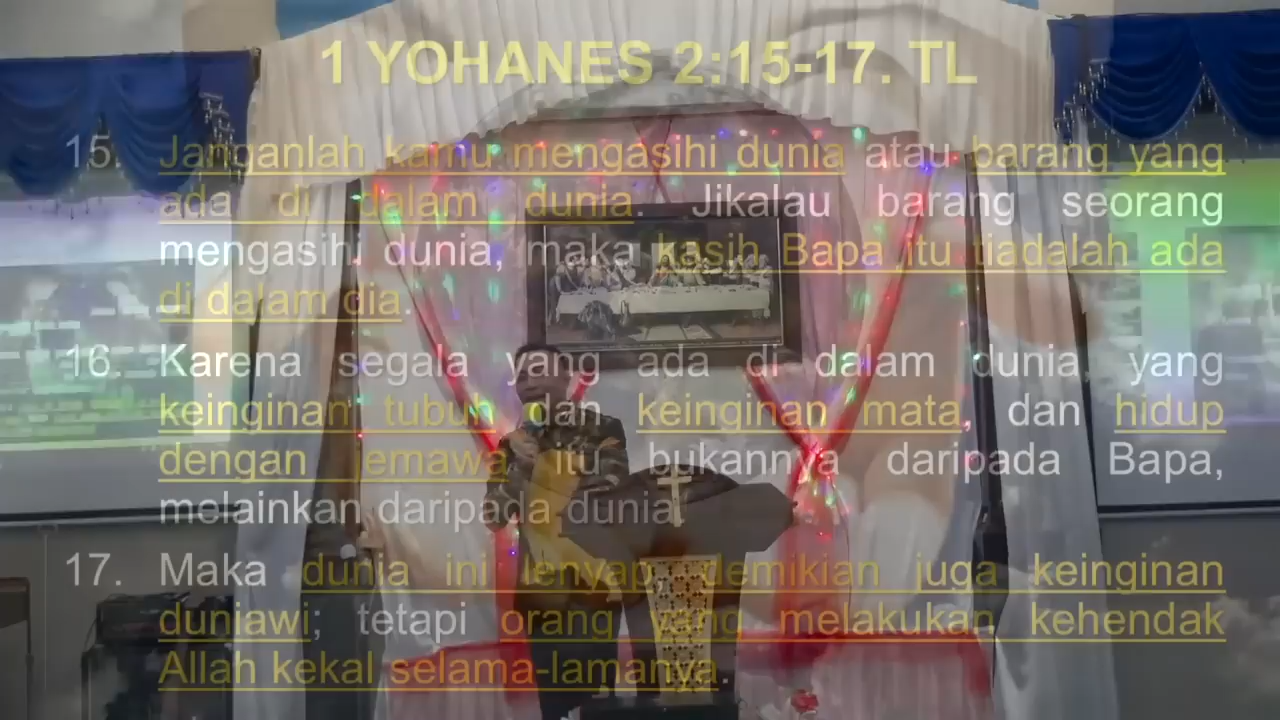 1 YOHANES 2:15-17. TL
15. Janganlah kamu mengasihi dunia atau barang yang
ada di dalam dunia. Jikalau barang seorang
mengasihi dunia, maka kasih Bapa itu tiadalah ada
di dalam dia.
16. Karena segala yang ada di dalam dunia, yang
keinginan tubuh dan keinginan mata, dan hidup
dengan jemawa itu bukannya daripada Bapa,
melainkan daripada dunia.
17. Maka dunia ini lenyap, demikian juga keinginan
duniawi; tetapi orang yang melakukan kehendak
Allah kekal selama-lamanya.